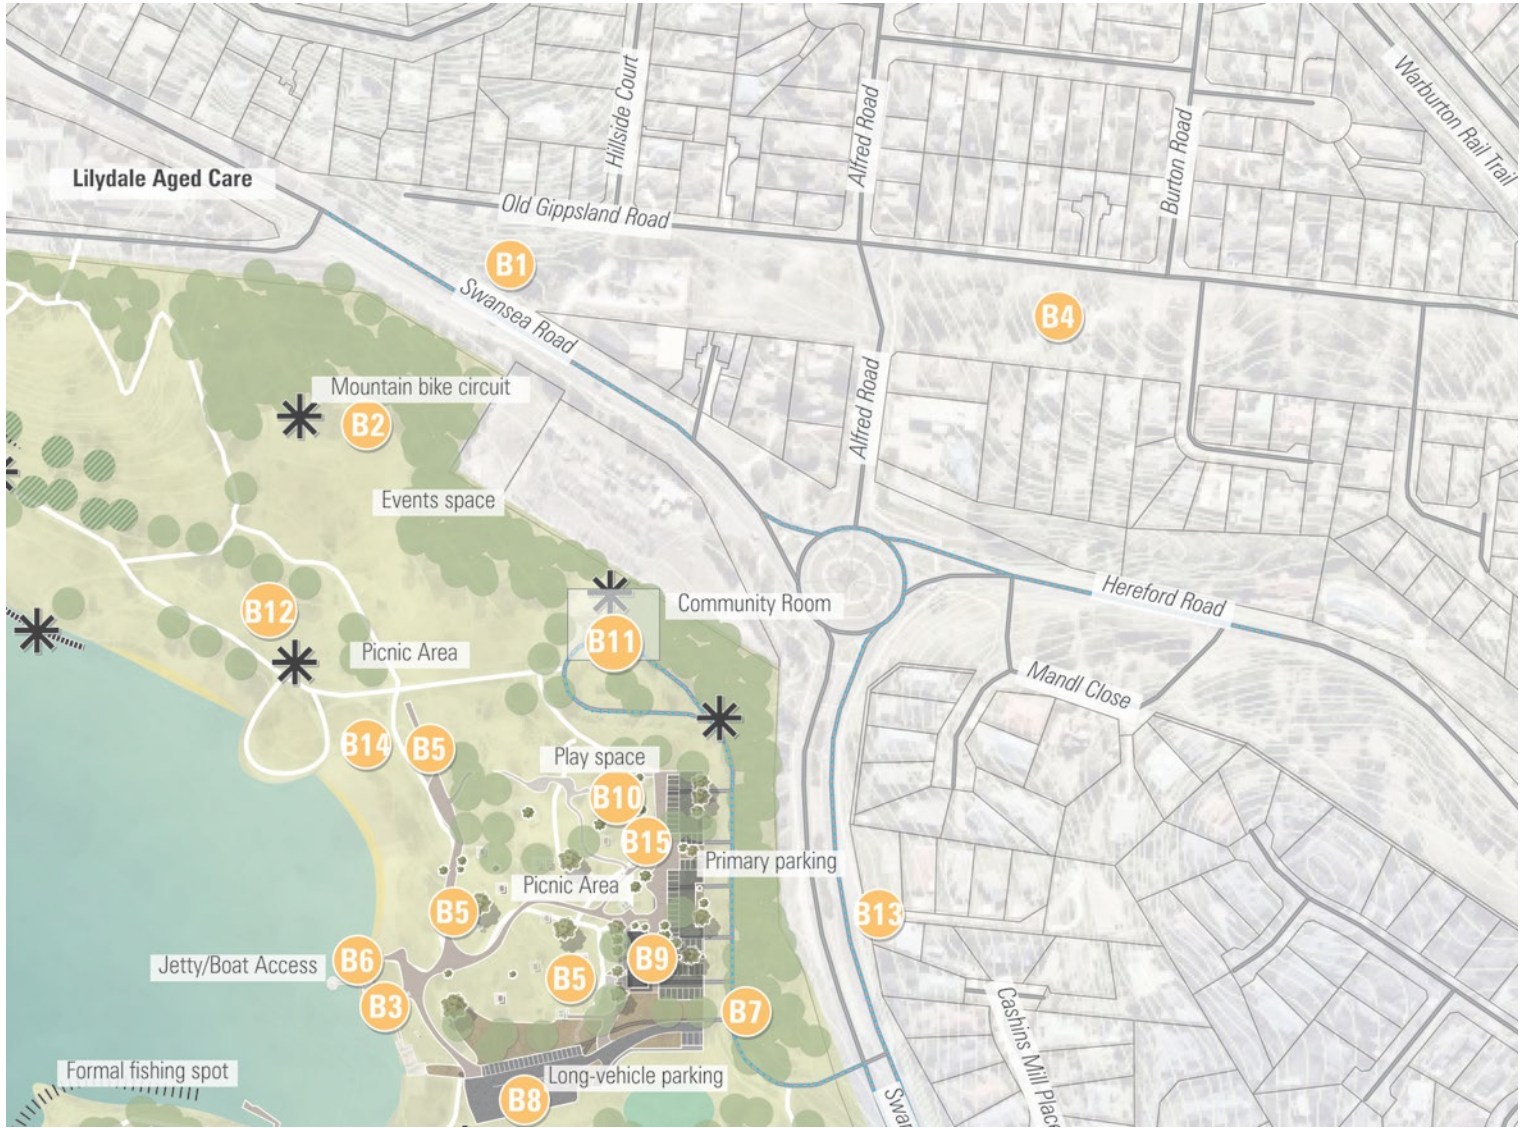 Hillside Court
Alfred Road
Burton Road
Warburton Rail Trail
Lilydale Aged Care
Old Gippsland Road
B1
B4
Swansea Road
Mountain bike circuit
B2
Alfred Road
Events space
Hereford Road
B12
Community Room
B11
Picnic Area
Mandl Close
B14
B5
Play space
B10
B15
Primary parking
Picnic Area
B5
B13
B6
Jetty/Boat Access
B9
B5
B3
B7
Cashins Mill Place
Formal fishing spot
Long-vehicle parking
B8
Swan